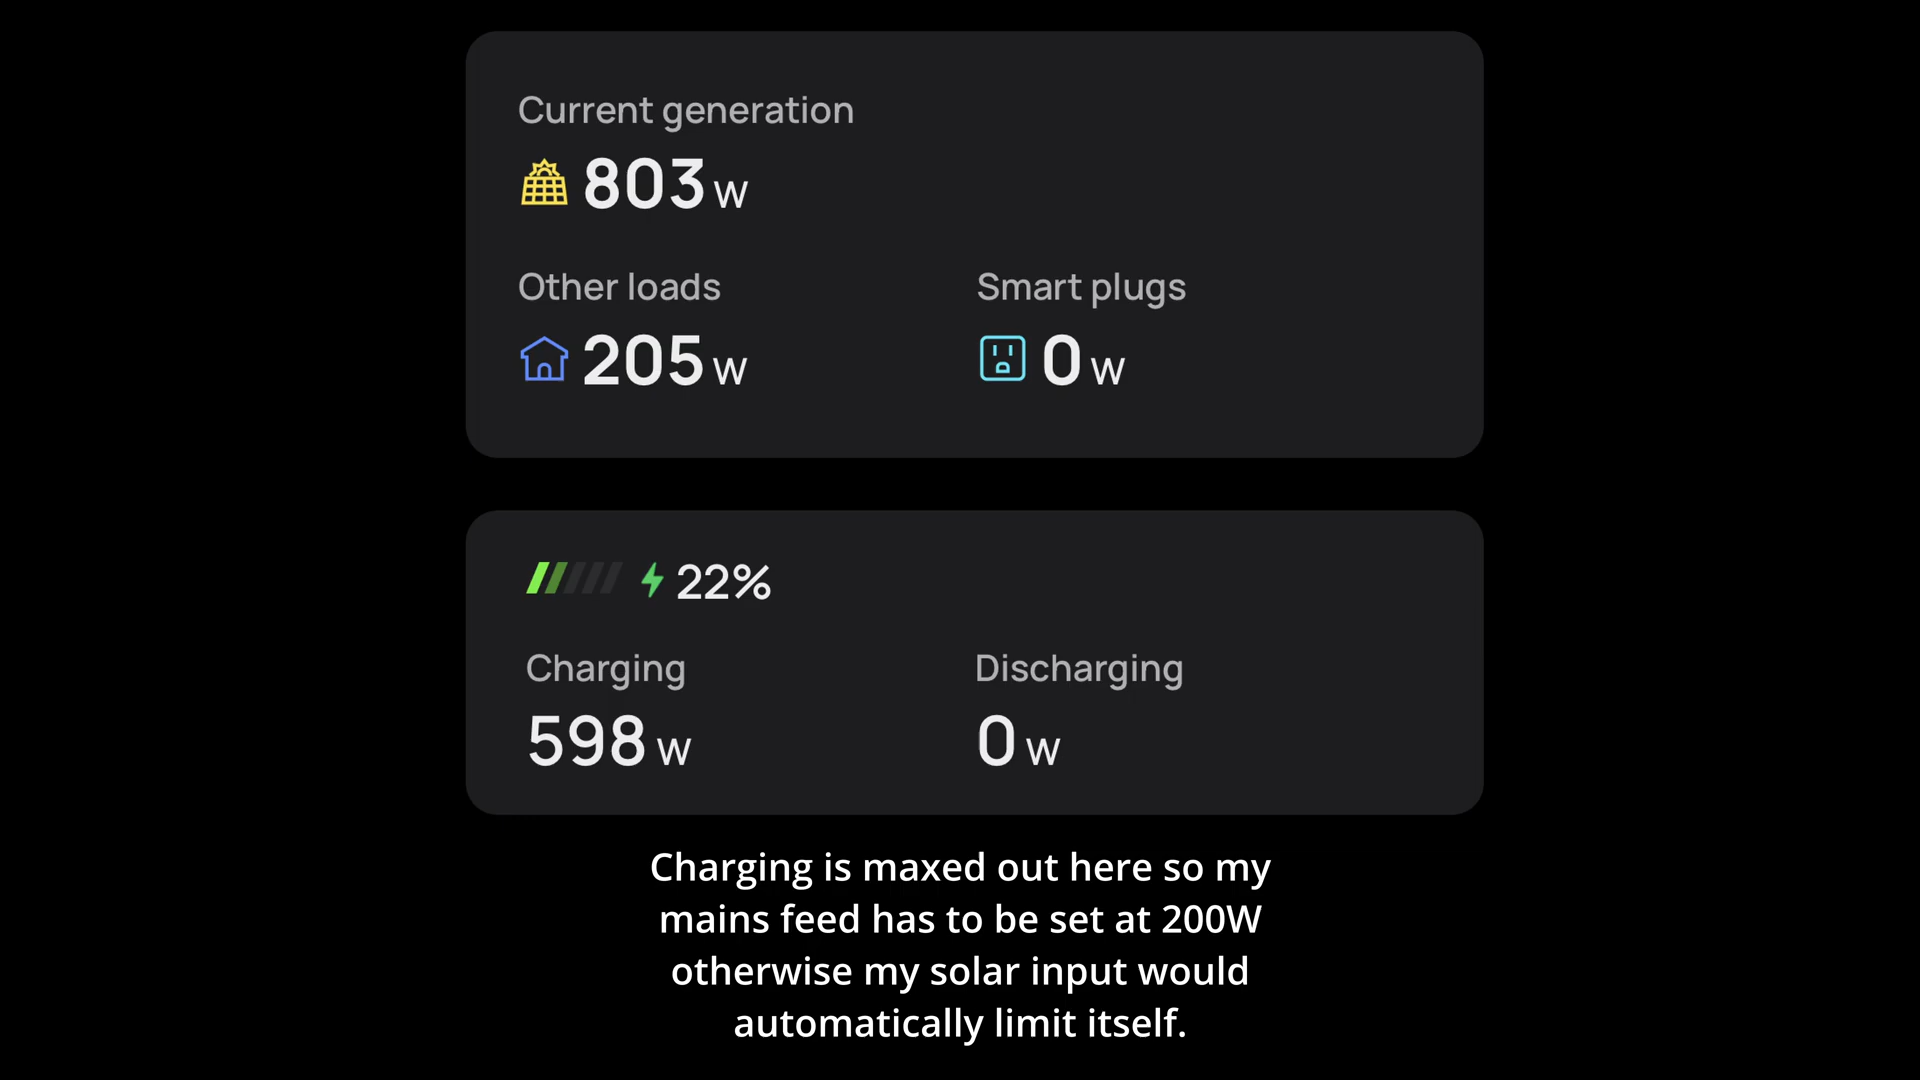 Current generation
803 W
Other loads
Smart plugs
205 W
0 W
22%
Charging
Discharging
598 W
0 W
Charging is maxed out here so my
mains feed has to be set at 200W
otherwise my solar input would
automatically limit itself.